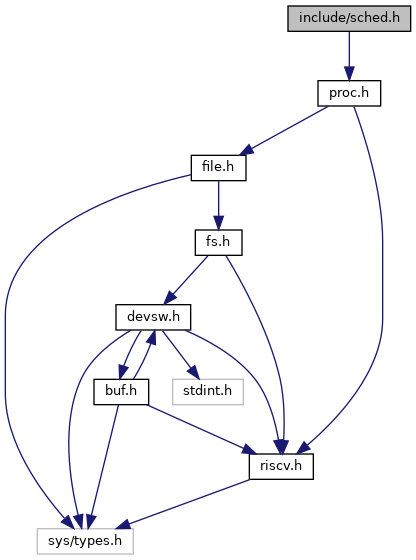 include/sched.h
proc.h
file.h
fs.h
devsw.h
buf.h
stdint.h
riscv.h
sys/types.h